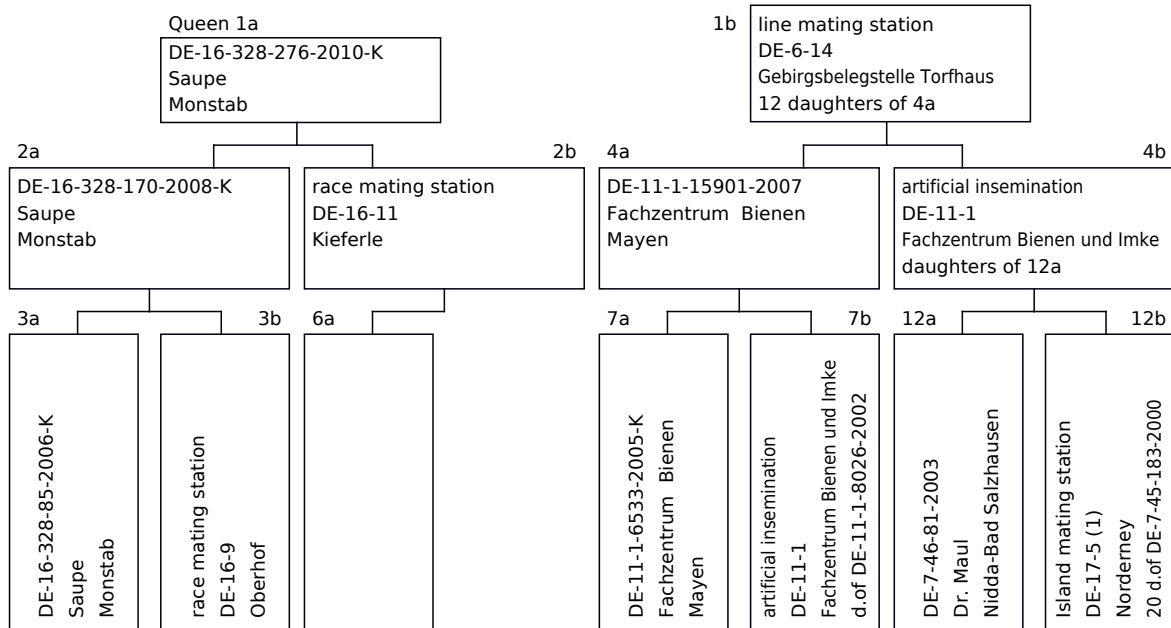 Queen 1a
DE-16-328-276-2010-K
Saupe
Monstab
1b
line mating station
DE-6-14
Gebirgsbelegstelle Torfhaus
12 daughters of 4a
2a
DE-16-328-170-2008-K
Saupe
Monstab
2b
race mating station
DE-16-11
Kieferle
4a
DE-11-1-15901-2007
Fachzentrum Bienen
Mayen
4b
artificial insemination
DE-11-1
Fachzentrum Bienen und Imke
daughters of 12a
3a
DE-16-328-85-2006-K
Saupe
Monstab
3b
race mating station
DE-16-9
Oberhof
6a
7a
DE-11-1-6533-2005-K
Fachzentrum Bienen
Mayen
7b
artificial insemination
DE-11-1
Fachzentrum Bienen und Imke
d.of DE-11-1-8026-2002
12a
DE-7-46-81-2003
Dr. Maul
Nidda-Bad Salzhausen
12b
Island mating station
DE-17-5 (1)
Norderney
20 d.of DE-7-45-183-2000